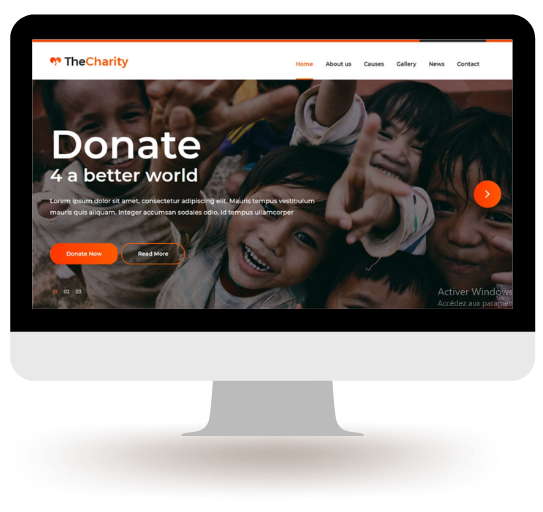 TheCharity
Home About us Causes Gallery News Contact
Donate
4 a better world
Lorem ipsum dolor sit amet, consectetur adipiscing elit. Mauris tempus vestibulum
mauris quis aliquam. Integer accumsan sodales odio, id tempus ullamcorper
Donate Now Read More
01 02 03
Activer Windows
Accédez aux paramèt